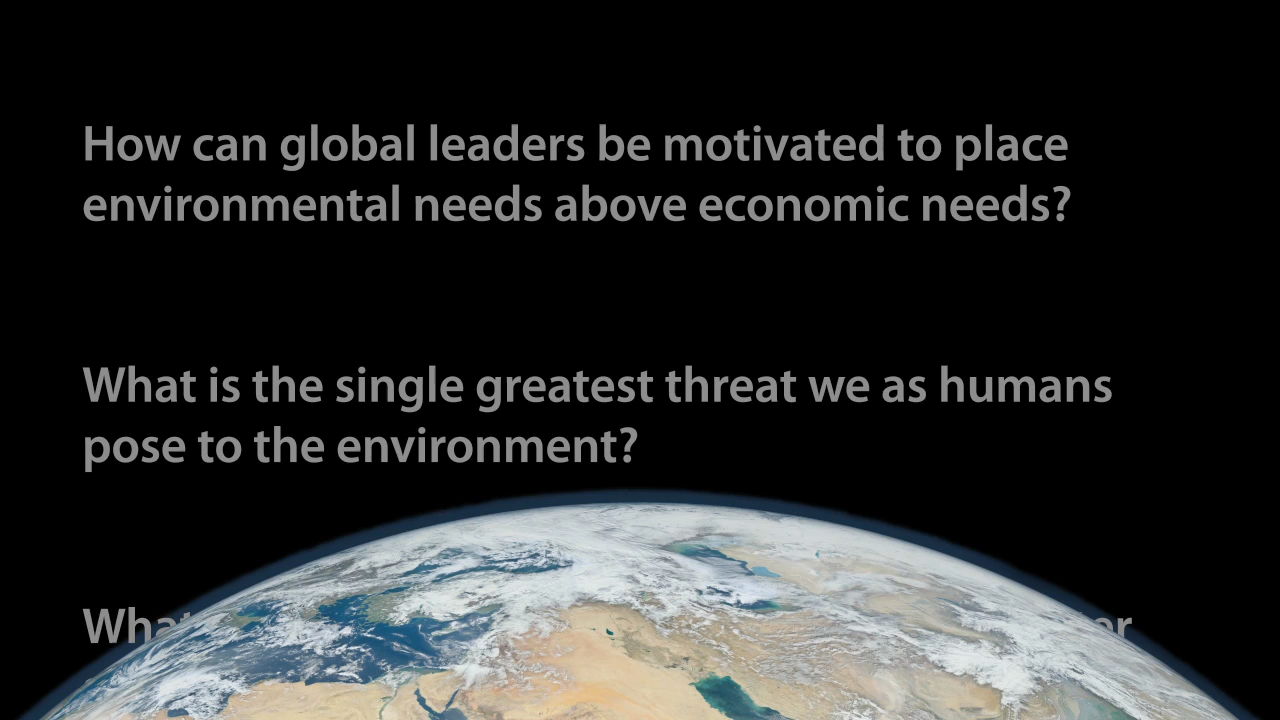 How can global leaders be motivated to place
environmental needs above economic needs?
What is the single greatest threat we as humans
pose to the environment?